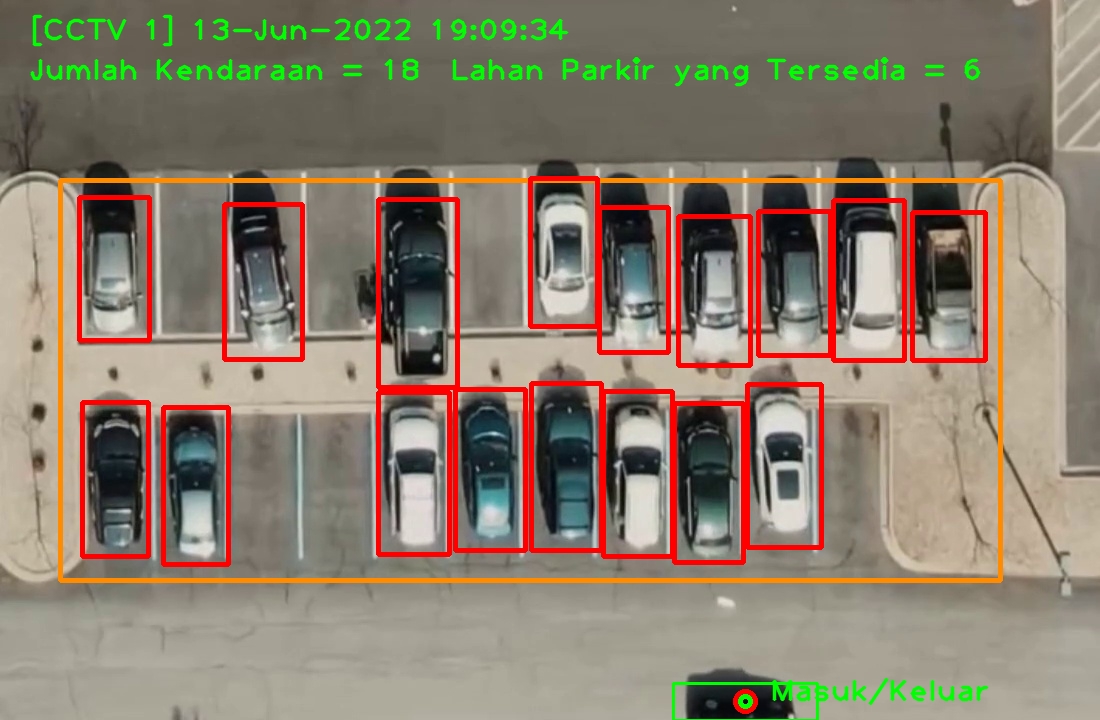 [CCTV 1] 13-Jun-2022 19:09:34
Jumlah Kendaraan = 18 Lahan Parkir yang Tersedia = 6
Masuk/Keluar